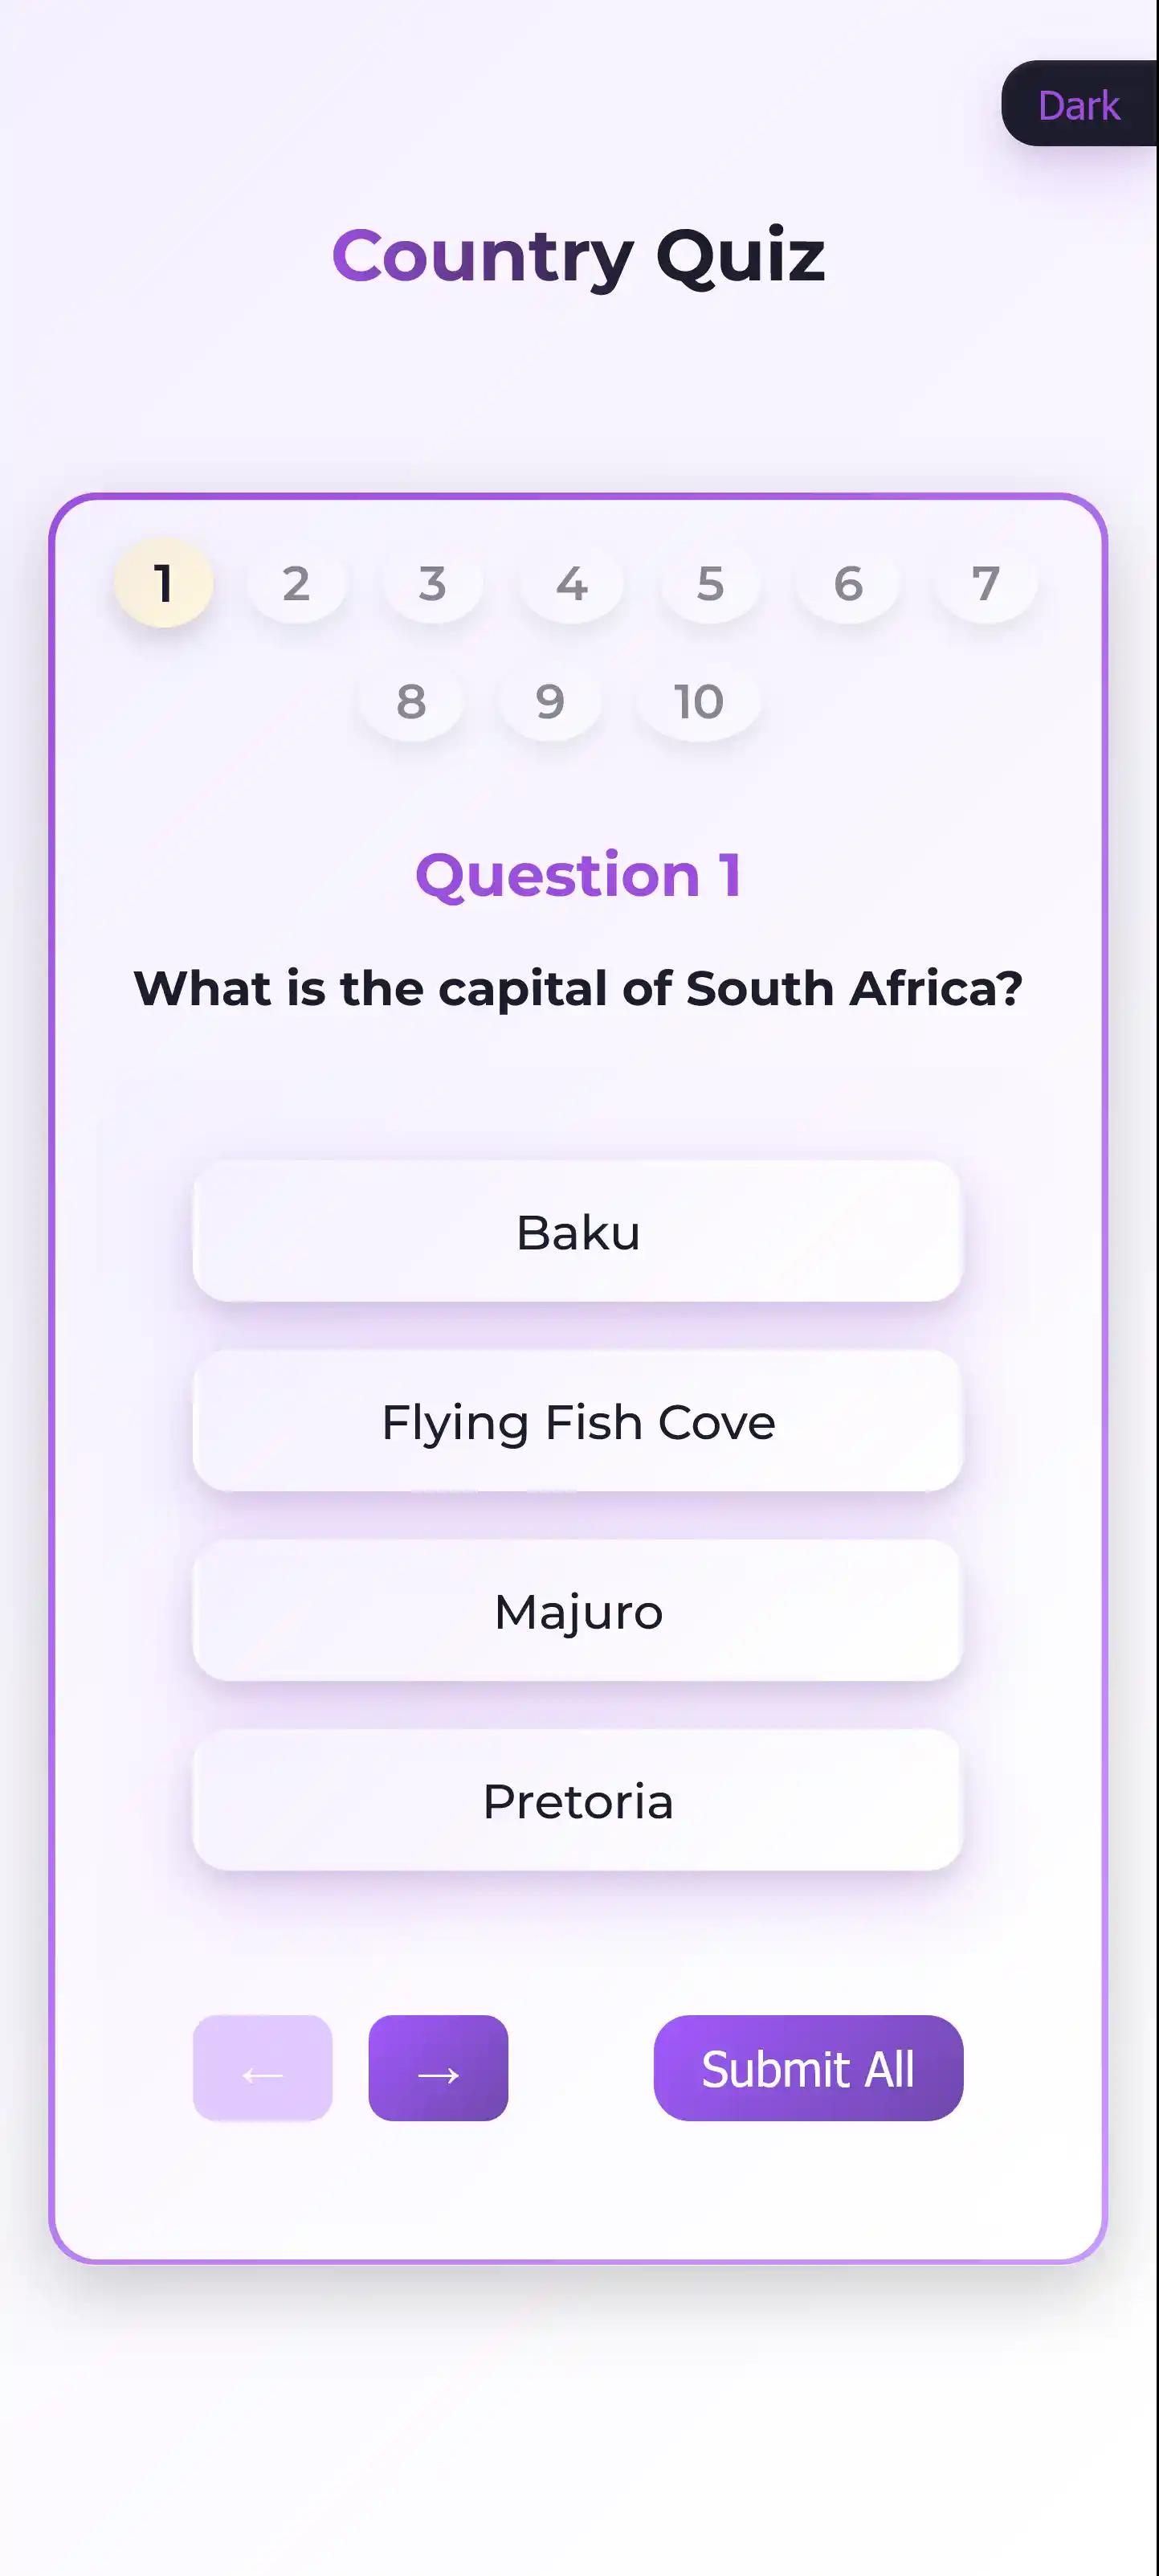 Dark
Country Quiz
1 2 3 4 5 6 7
8 9 10
Question 1
What is the capital of South Africa?
Baku
Flying Fish Cove
Majuro
Pretoria
← → Submit All